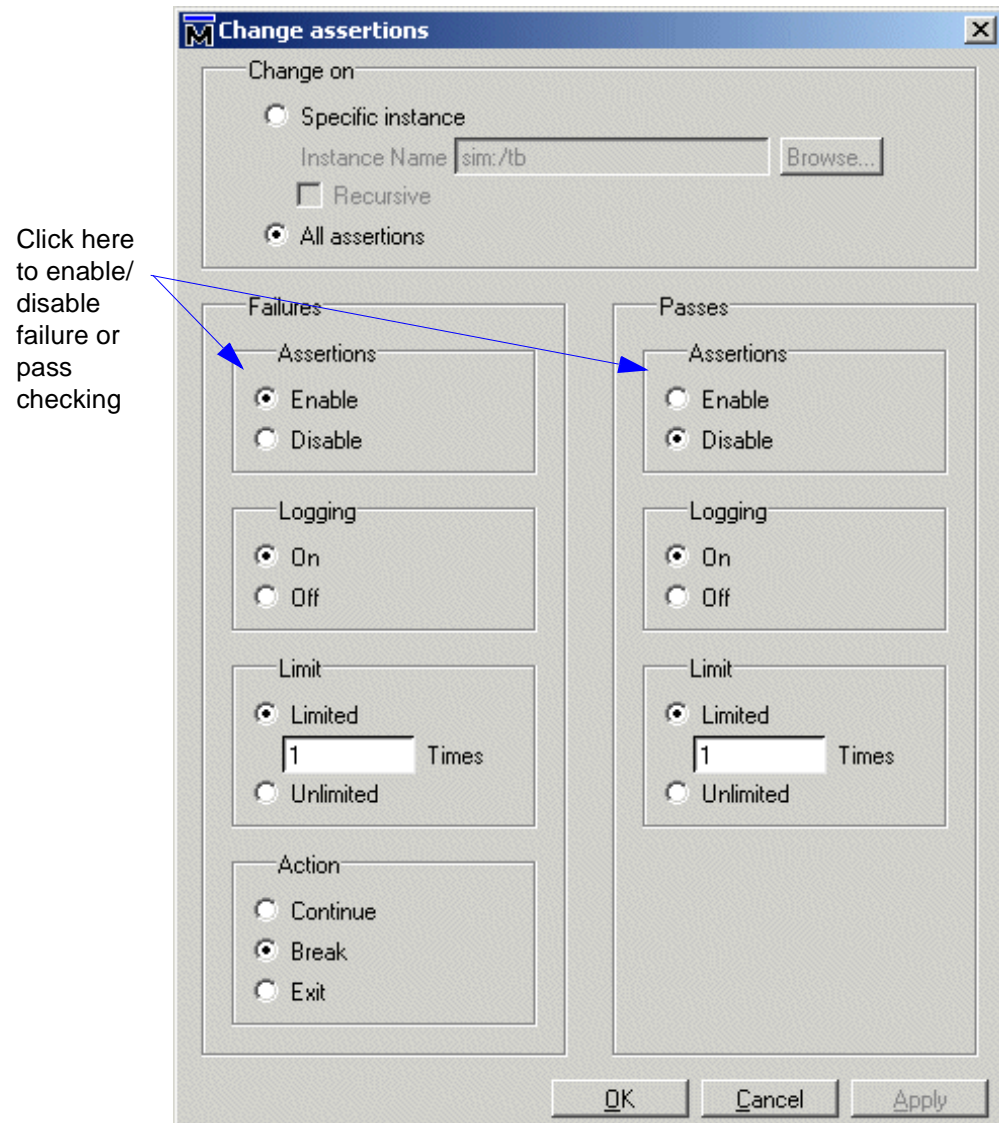 Change assertions
Change on
Specific instance
Instance Name sim:/tb Browse...
Recursive
All assertions
Click here
to enable/
disable
failure or
pass
checking
Failures
Assertions
Enable
Disable
Logging
On
Off
Limit
Limited
1 Times
Unlimited
Action
Continue
Break
Exit
Passes
Assertions
Enable
Disable
Logging
On
Off
Limit
Limited
1 Times
Unlimited
OK Cancel Apply